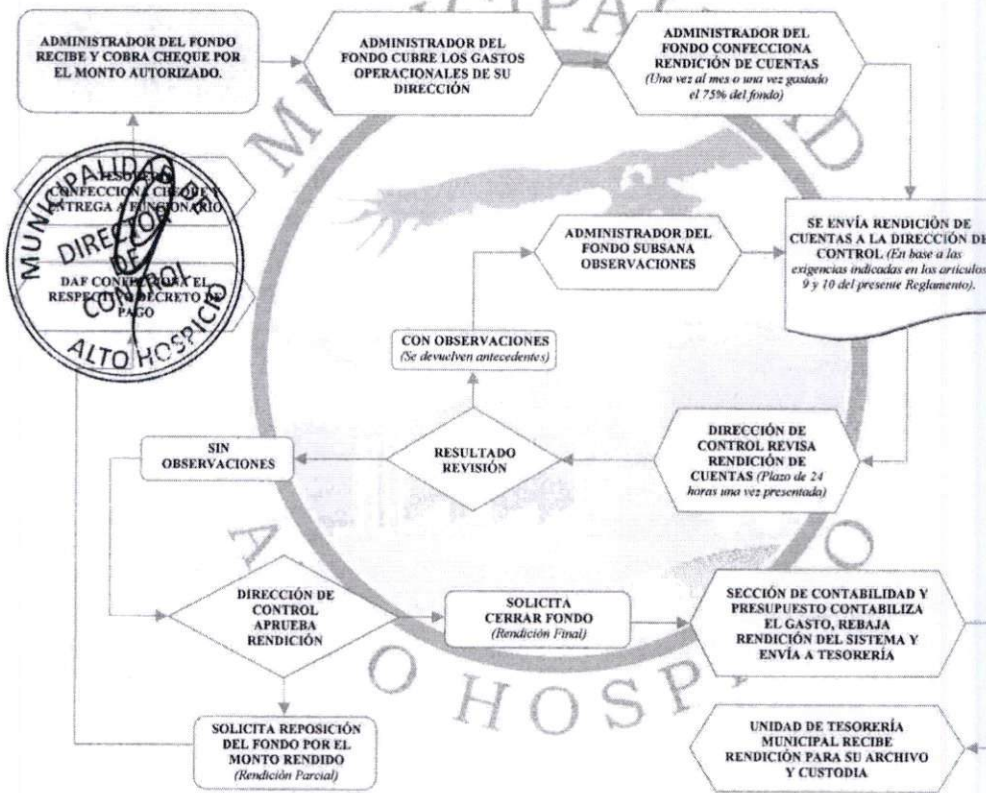 ADMINISTRADOR DEL FONDO
RECIBE Y COBRA CHEQUE POR
EL MONTO AUTORIZADO.
ADMINISTRADOR DEL
FONDO CUBRE LOS GASTOS
OPERACIONALES DE SU
DIRECCIÓN
ADMINISTRADOR DEL
FONDO CONFECCIONA
RENDICIÓN DE CUENTAS
(Una vez al mes o una vez gastado
el 75% del fondo)
CONFECCIONA CHEQUE Y
ENTREGA A FUNCIONARIO
DAF CONFECCIONA EL
RESPECTIVO DECRETO DE
PAGO
MUNICIPALIDAD DE
DIRECTOR
DE
CONTROL
ALTO HOSPICIO
ADMINISTRADOR DEL
FONDO SUBSANA
OBSERVACIONES
SE ENVÍA RENDICIÓN DE
CUENTAS A LA DIRECCIÓN DE
CONTROL (En base a las
exigencias indicadas en los artículos
9 y 10 del presente Reglamento).
CON OBSERVACIONES
(Se devuelven antecedentes)
SIN
OBSERVACIONES
RESULTADO
REVISIÓN
DIRECCIÓN DE
CONTROL REVISA
RENDICIÓN DE
CUENTAS (Plazo de 24
horas una vez presentada)
DIRECCIÓN DE
CONTROL
APRUEBA
RENDICIÓN
SOLICITA
CERRAR FONDO
(Rendición Final)
SECCIÓN DE CONTABILIDAD Y
PRESUPUESTO CONTABILIZA
EL GASTO, REBAJA
RENDICIÓN DEL SISTEMA Y
ENVÍA A TESORERÍA
SOLICITA REPOSICIÓN
DEL FONDO POR EL
MONTO RENDIDO
(Rendición Parcial)
UNIDAD DE TESORERÍA
MUNICIPAL RECIBE
RENDICIÓN PARA SU ARCHIVO
Y CUSTODIA